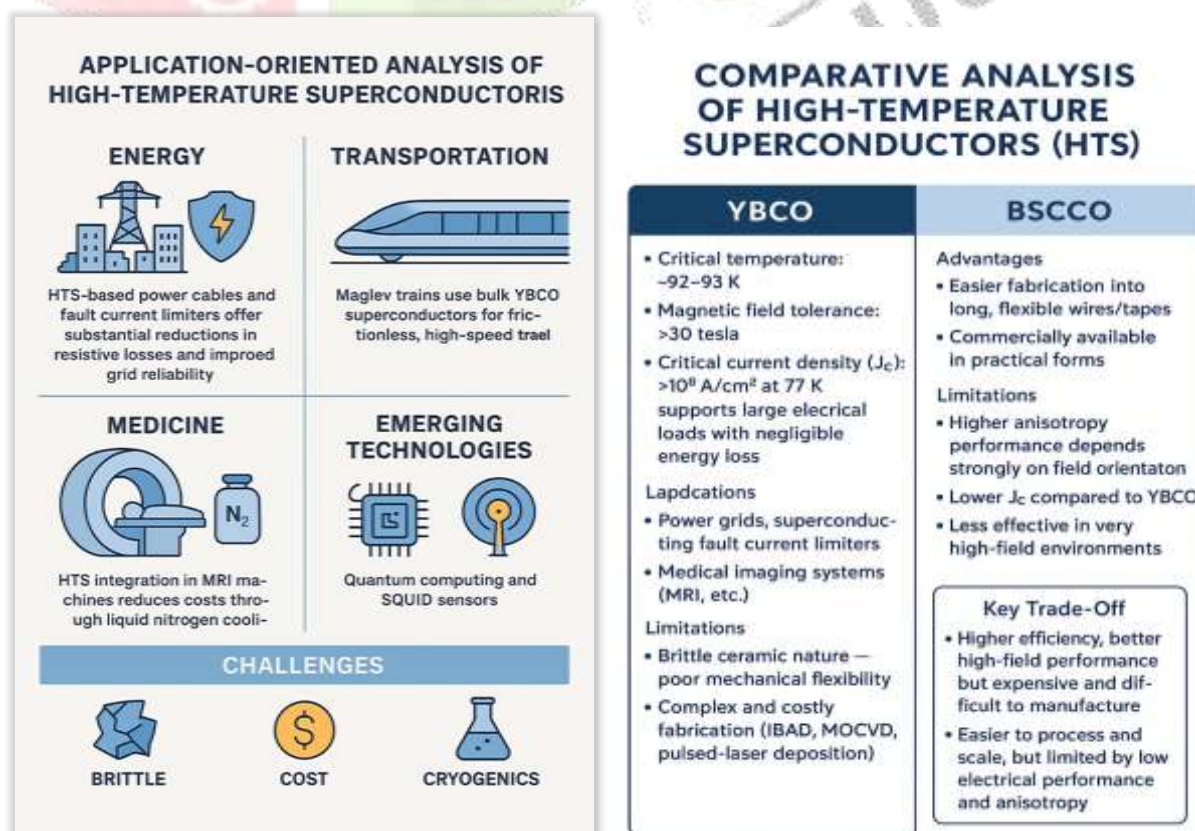 APPLICATION-ORIENTED ANALYSIS OF
HIGH-TEMPERATURE SUPERCONDUCTORIS
ENERGY
HTS-based power cables and
fault current limiters offer
substantial reductions in
resistive losses and improed
grid reliability
TRANSPORTATION
Maglev trains use bulk YBCO
superconductors for fric-
tionless, high-speed trael
MEDICINE
N₂
HTS integration in MRI ma-
chines reduces costs thro-
ugh liquid nitrogen cooli-
EMERGING
TECHNOLOGIES
Quantum computing and
SQUID sensors
CHALLENGES
$
BRITTLE
COST
CRYOGENICS
COMPARATIVE ANALYSIS
OF HIGH-TEMPERATURE
SUPERCONDUCTORS (HTS)
YBCO
• Critical temperature:
~92–93 K
• Magnetic field tolerance:
>30 tesla
• Critical current density (J꜀):
>10⁸ A/cm² at 77 K
supports large elecrical
loads with negligible
energy loss
Lapdcations
• Power grids, superconduc-
ting fault current limiters
• Medical imaging systems
(MRI, etc.)
Limitations
• Brittle ceramic nature —
poor mechanical flexibility
• Complex and costly
fabrication (IBAD, MOCVD,
pulsed-laser deposition)
BSCCO
Advantages
• Easier fabrication into
long, flexible wires/tapes
• Commercially available
in practical forms
Limitations
• Higher anisotropy
performance depends
strongly on field orientaton
• Lower J꜀ compared to YBCO
• Less effective in very
high-field environments
Key Trade-Off
• Higher efficiency, better
high-field performance
but expensive and dif-
ficult to manufacture
• Easier to process and
scale, but limited by low
electrical performance
and anisotropy